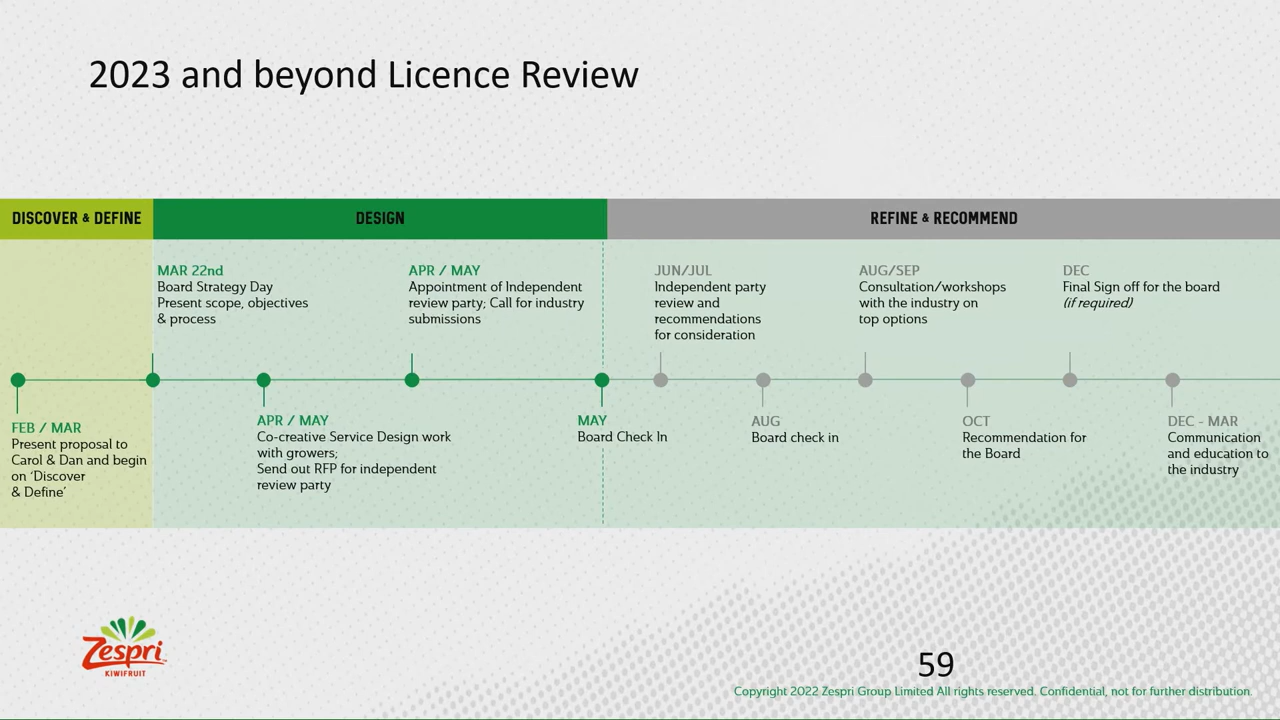 2023 and beyond Licence Review
DISCOVER & DEFINE
DESIGN
REFINE & RECOMMEND
MAR 22nd
Board Strategy Day
Present scope, objectives
& process
APR / MAY
Appointment of Independent
review party; Call for industry
submissions
JUN/JUL
Independent party
review and
recommendations
for consideration
AUG/SEP
Consultation/workshops
with the industry on
top options
DEC
Final Sign off for the board
(if required)
FEB / MAR
Present proposal to
Carol & Dan and begin
on ‘Discover
& Define’
APR / MAY
Co-creative Service Design work
with growers;
Send out RFP for independent
review party
MAY
Board Check In
AUG
Board check in
OCT
Recommendation for
the Board
DEC - MAR
Communication
and education to
the industry
Zespri
KIWIFRUIT
59
Copyright 2022 Zespri Group Limited All rights reserved. Confidential, not for further distribution.